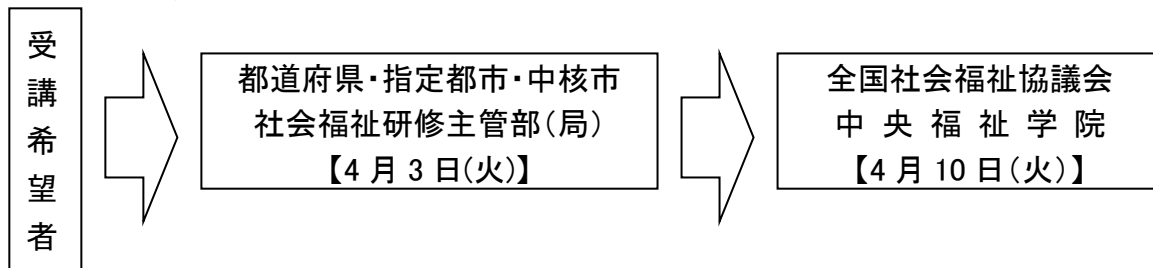 受講希望者
都道府県・指定都市・中核市
社会福祉研修主管部(局)
【4月3日(火)】
全国社会福祉協議会
中央福祉学院
【4月10日(火)】